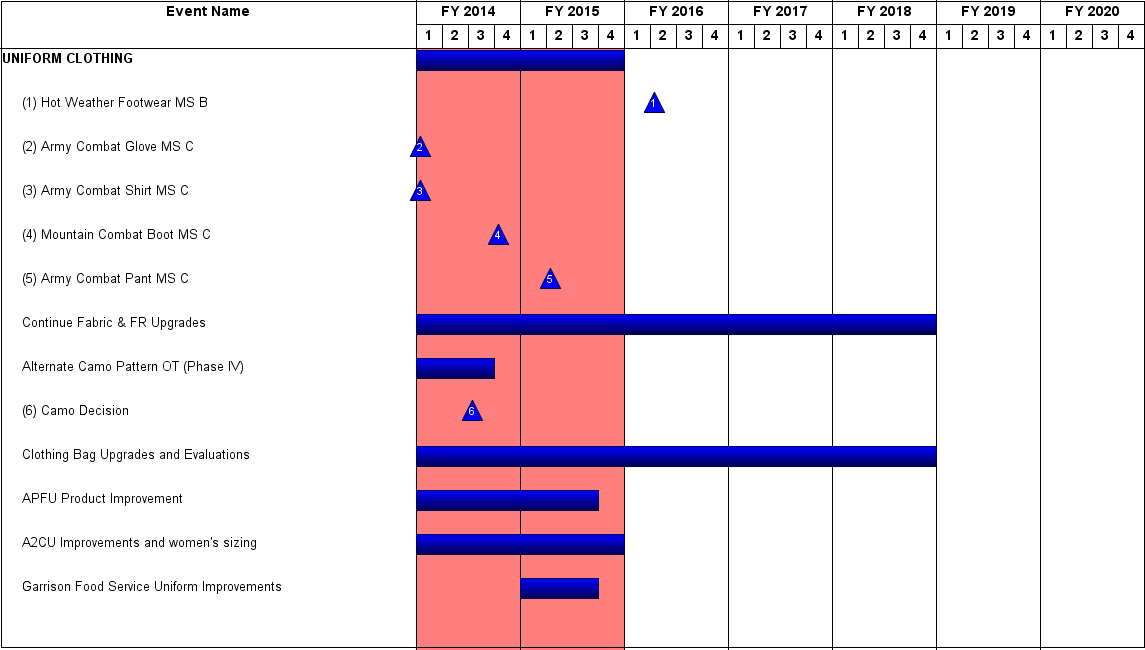 Event Name FY 2014 FY 2015 FY 2016 FY 2017 FY 2018 FY 2019 FY 2020
1 2 3 4 1 2 3 4 1 2 3 4 1 2 3 4 1 2 3 4 1 2 3 4 1 2 3 4
UNIFORM CLOTHING
(1) Hot Weather Footwear MS B 1
(2) Army Combat Glove MS C 2
(3) Army Combat Shirt MS C 3
(4) Mountain Combat Boot MS C 4
(5) Army Combat Pant MS C 5
Continue Fabric & FR Upgrades
Alternate Camo Pattern OT (Phase IV)
(6) Camo Decision 6
Clothing Bag Upgrades and Evaluations
APFU Product Improvement
A2CU Improvements and women's sizing
Garrison Food Service Uniform Improvements